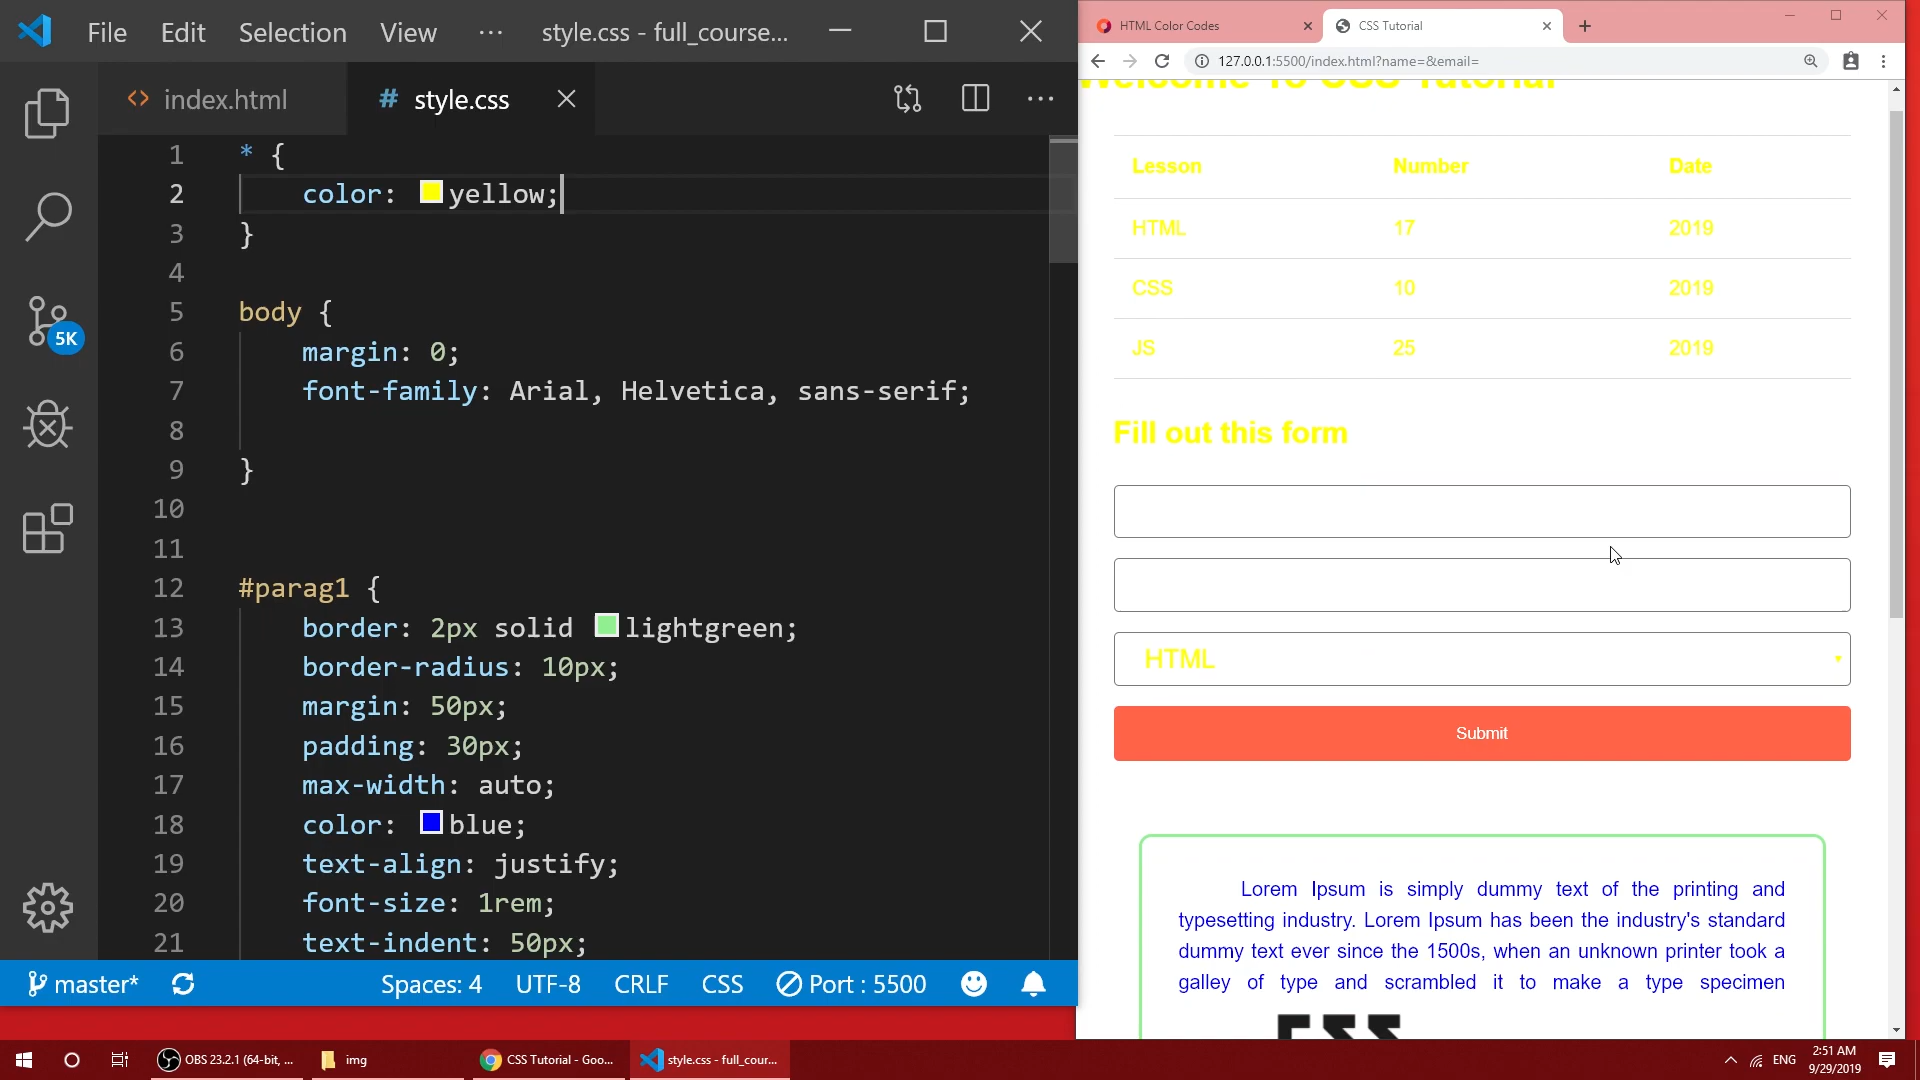 File Edit Selection View ··· style.css - full_course...
index.html style.css
1 * {
2 color: yellow;
3 }
4
5 body {
6 margin: 0;
7 font-family: Arial, Helvetica, sans-serif;
8
9 }
10
11
12 #parag1 {
13 border: 2px solid lightgreen;
14 border-radius: 10px;
15 margin: 50px;
16 padding: 30px;
17 max-width: auto;
18 color: blue;
19 text-align: justify;
20 font-size: 1rem;
21 text-indent: 50px;
5K
master* Spaces: 4 UTF-8 CRLF CSS Port : 5500
HTML Color Codes CSS Tutorial
127.0.0.1:5500/index.html?name=&email=
Welcome To CSS Tutorial
Lesson Number Date
HTML 17 2019
CSS 10 2019
JS 25 2019
Fill out this form
HTML
Submit
Lorem Ipsum is simply dummy text of the printing and
typesetting industry. Lorem Ipsum has been the industry's standard
dummy text ever since the 1500s, when an unknown printer took a
galley of type and scrambled it to make a type specimen
CSS
OBS 23.2.1 (64-bit, ... img CSS Tutorial - Goo... style.css - full_cour... ENG 2:51 AM
9/29/2019